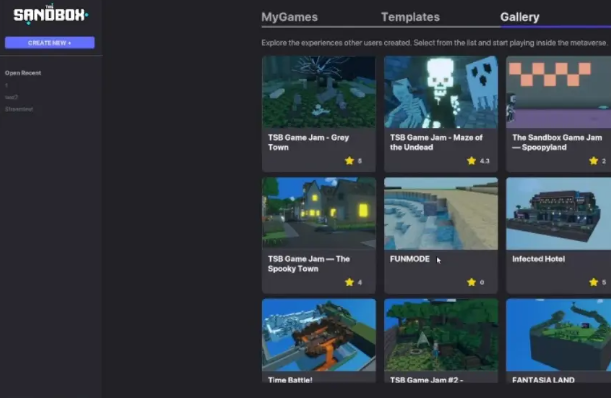 THE
SANDBOX
CREATE NEW +
Open Recent
MyGames
Templates
Gallery
Explore the experiences other users created. Select from the list and start playing inside the metaverse.
TSB Game Jam - Grey
Town
5
TSB Game Jam - Maze of
the Undead
4.3
The Sandbox Game Jam
— Spoopyland
2
TSB Game Jam — The
Spooky Town
4
FUNMODE
0
Infected Hotel
5
Time Battle!
TSB Game Jam #2 -
FANTASIA LAND